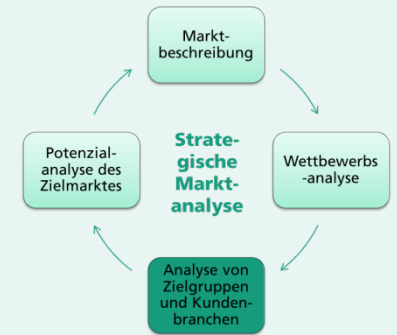 Markt-
beschreibung
Wettbewerbs
-analyse
Analyse von
Zielgruppen
und Kunden-
branchen
Potenzial-
analyse des
Zielmarktes
Strate-
gische
Markt-
analyse